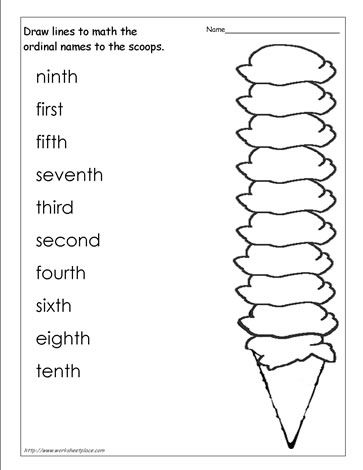 Draw lines to math the
ordinal names to the scoops.
Name
ninth
first
fifth
seventh
third
second
fourth
sixth
eighth
tenth
http://www.worksheetplace.com